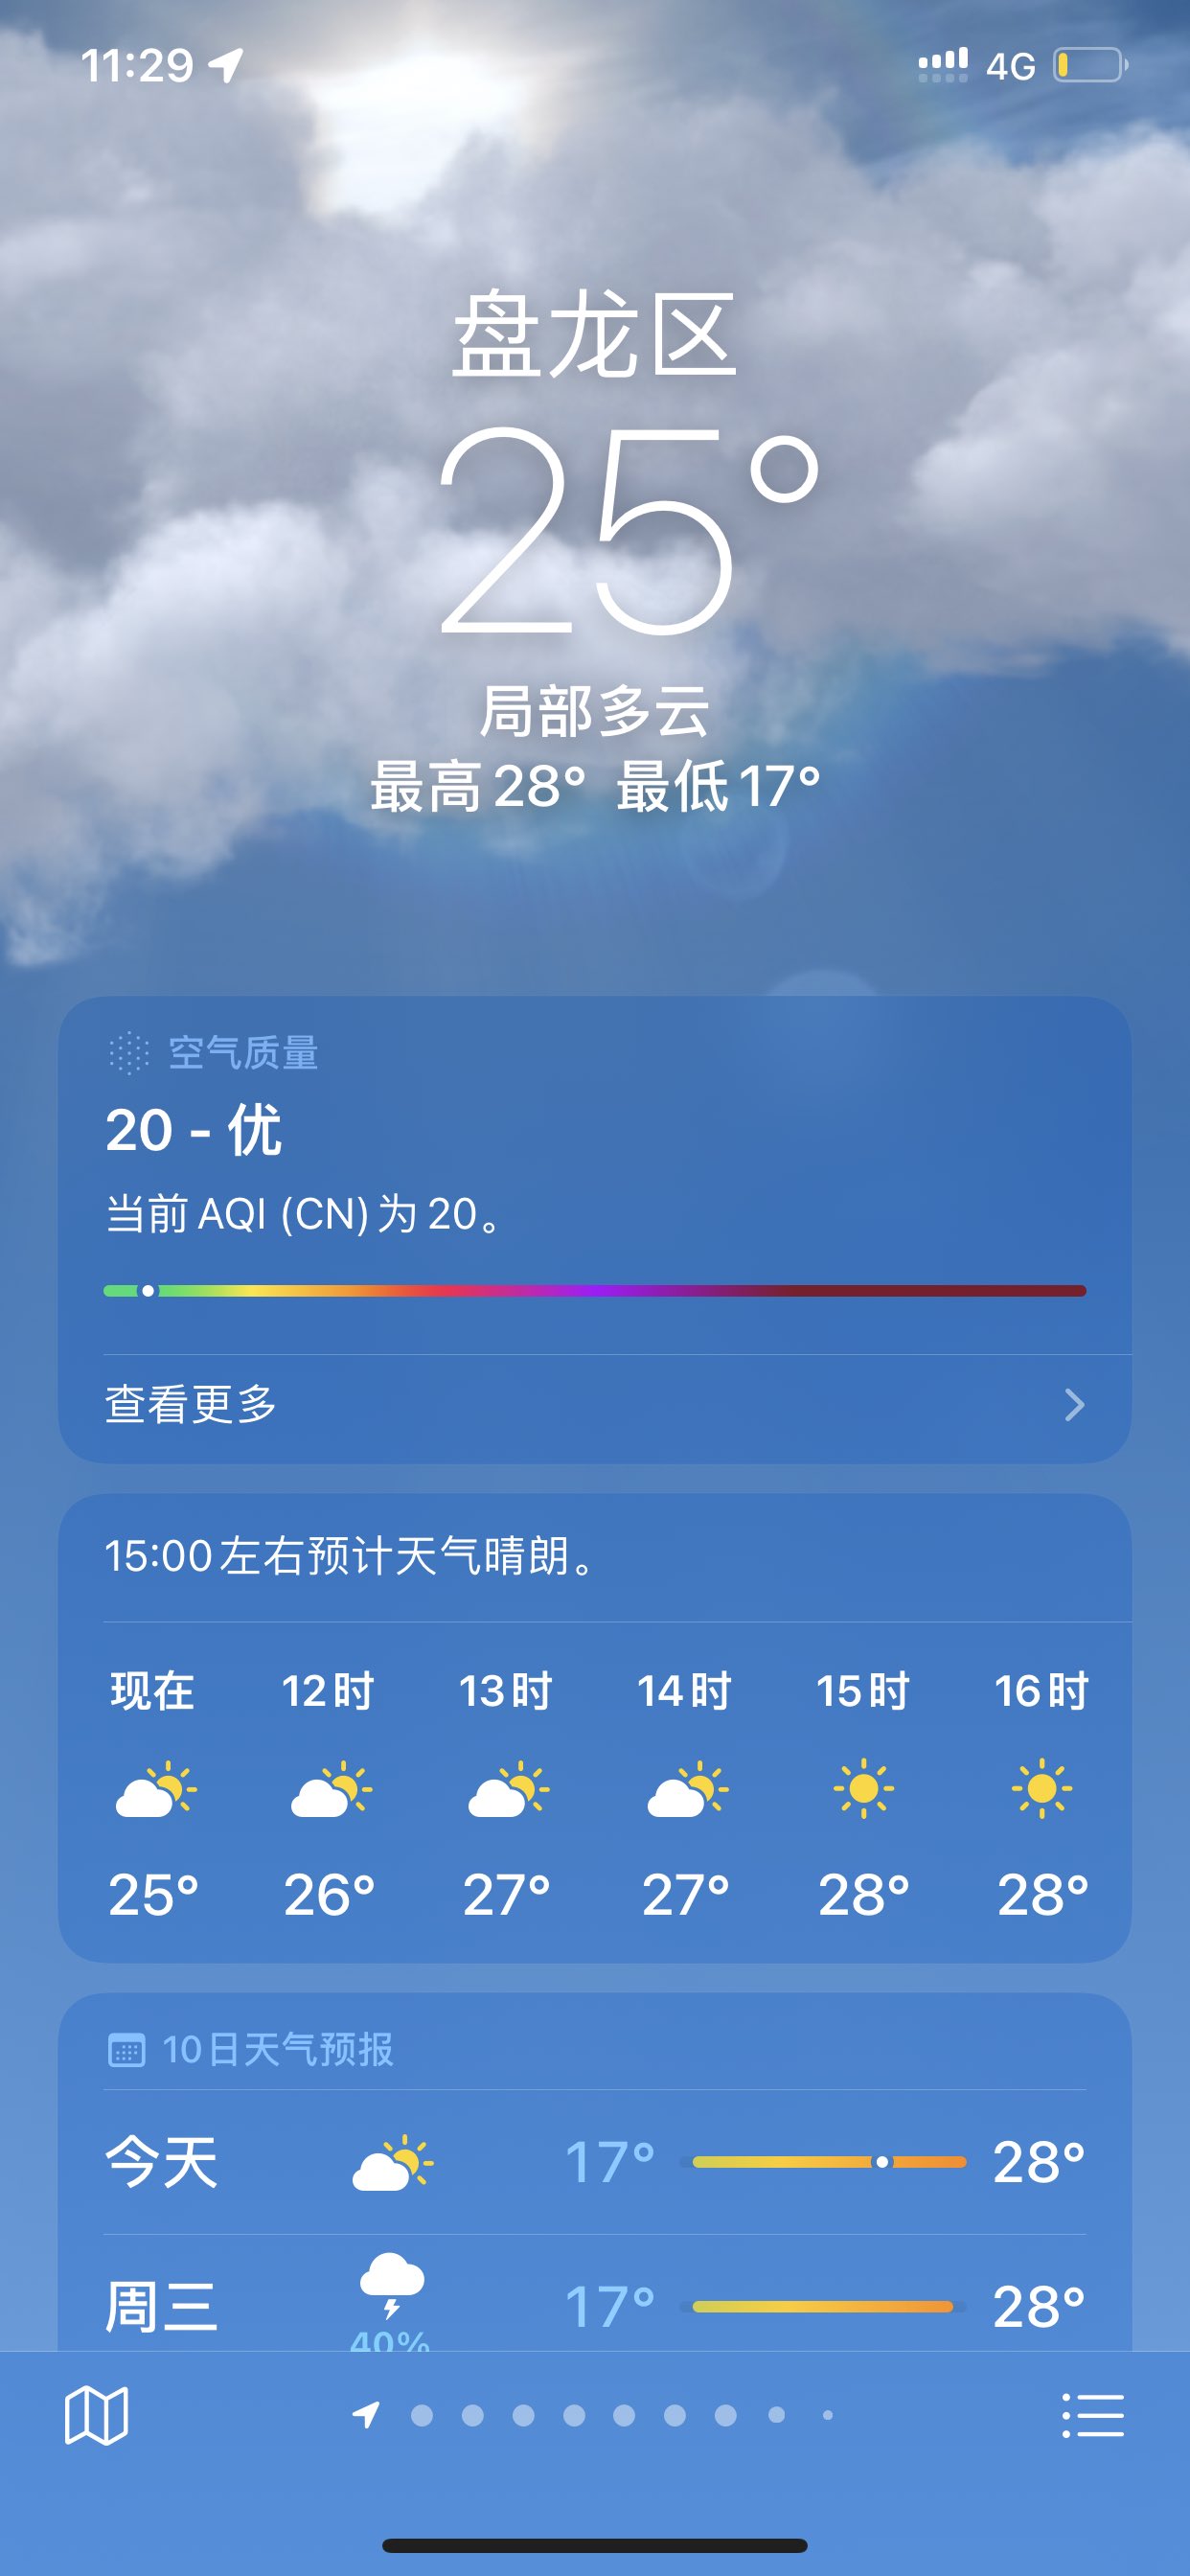 11:29 4G
盘龙区
25°
局部多云
最高28° 最低17°
空气质量
20 - 优
当前 AQI (CN) 为 20。
查看更多
15:00左右预计天气晴朗。
现在 12时 13时 14时 15时 16时
25° 26° 27° 27° 28° 28°
10日天气预报
今天 17° 28°
周三 17° 28°
40%